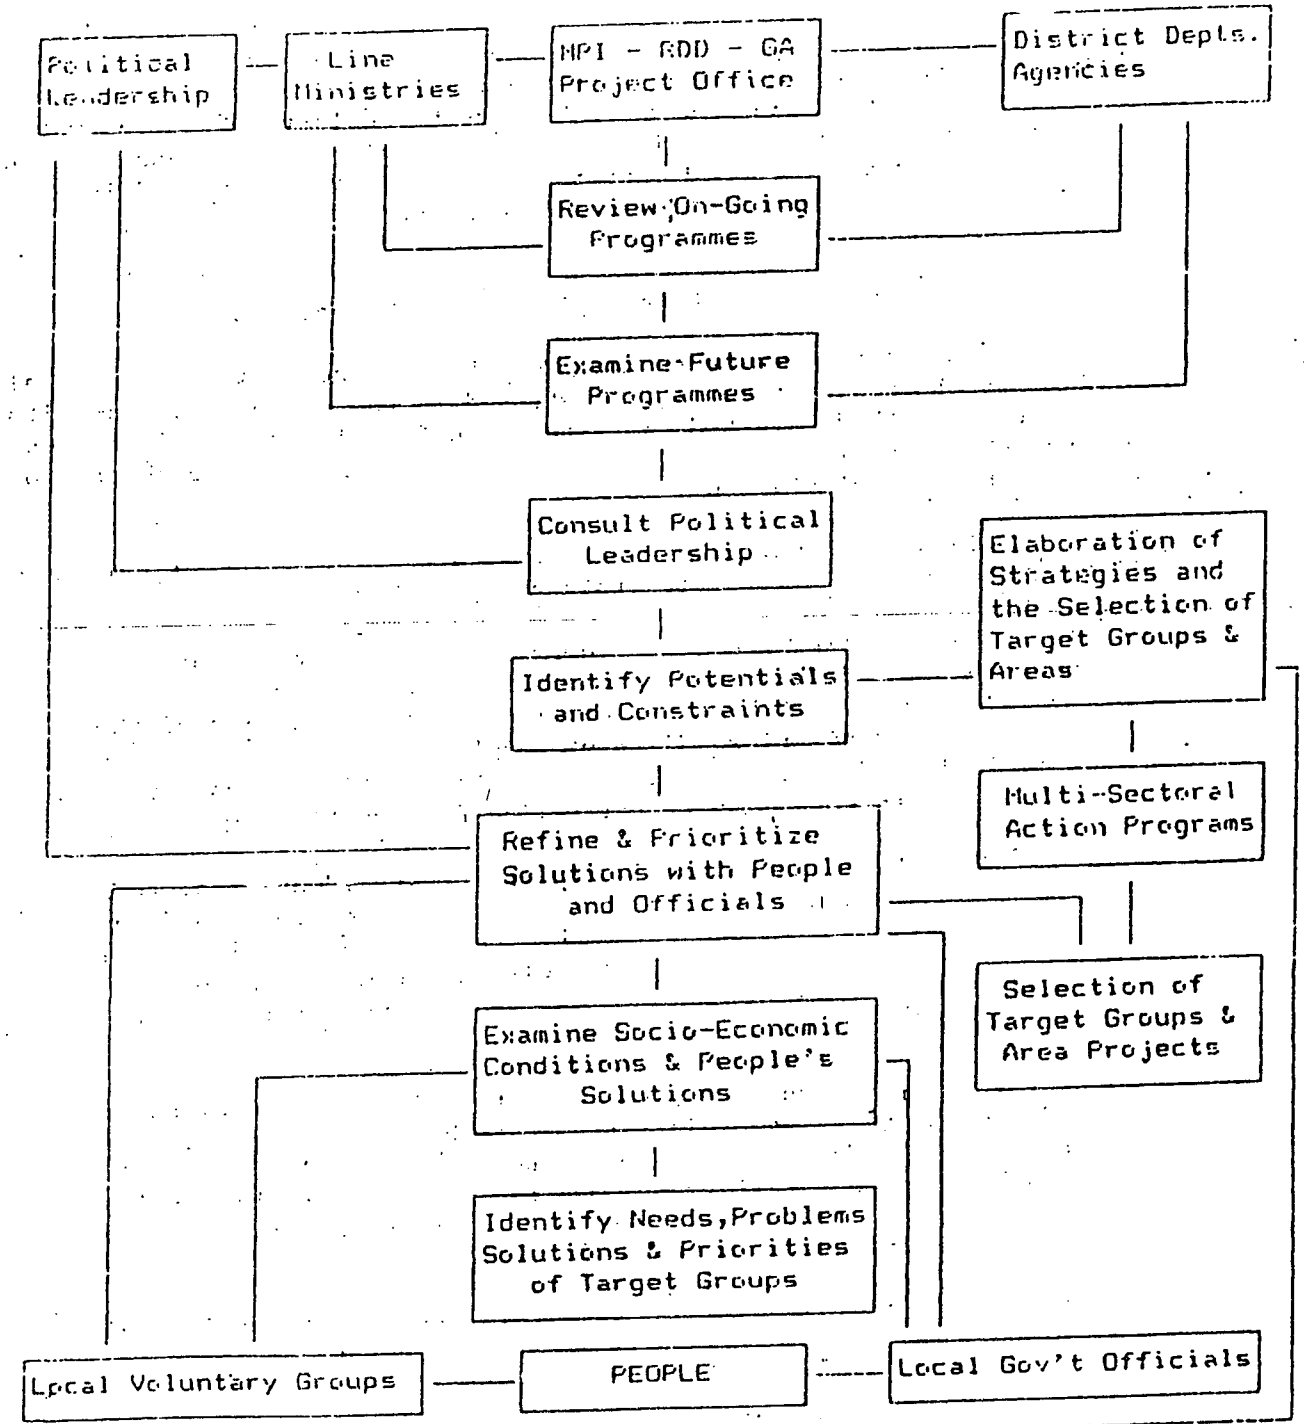 Political
Leadership
Line
Ministries
MPI - RDD - GA
Project Office
District Depts.
Agencies
Review On-Going
Programmes
Examine Future
Programmes
Consult Political
Leadership
Elaboration of
Strategies and
the Selection of
Target Groups &
Areas
Identify Potentials
and Constraints
Multi-Sectoral
Action Programs
Refine & Prioritize
Solutions with People
and Officials
Selection of
Target Groups &
Area Projects
Examine Socio-Economic
Conditions & People's
Solutions
Identify Needs, Problems
Solutions & Priorities
of Target Groups
Local Voluntary Groups
PEOPLE
Local Gov't Officials